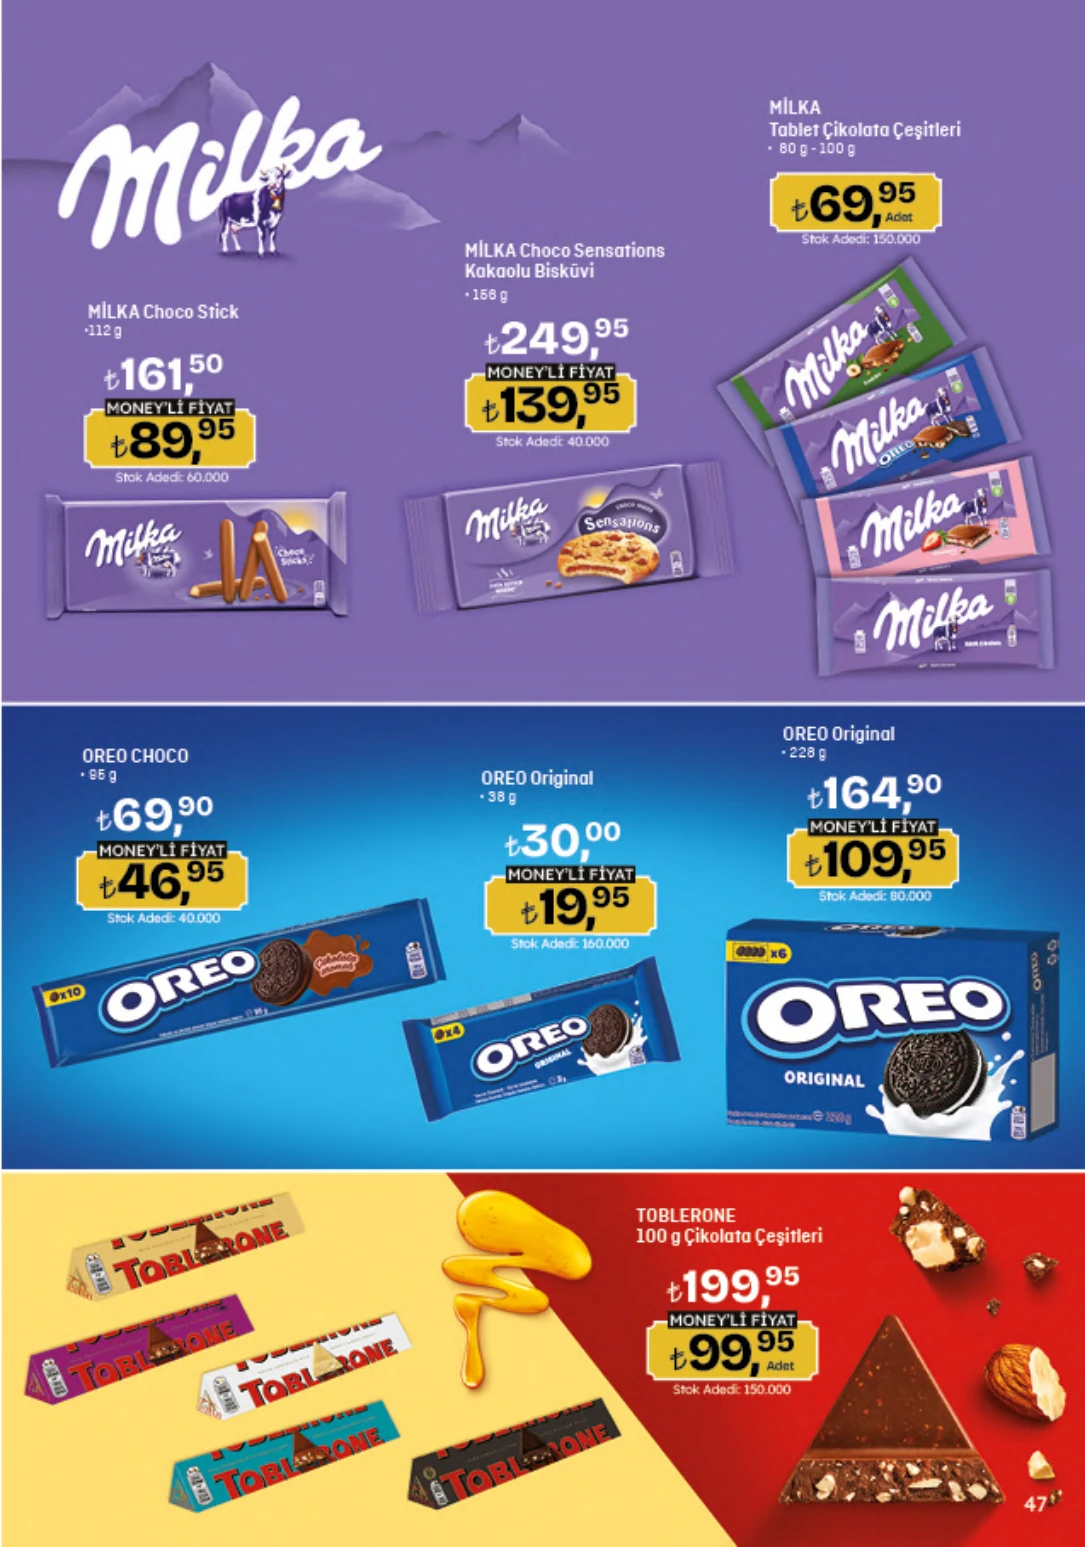 Milka
MİLKA
Tablet Çikolata Çeşitleri
• 80 g - 100 g
₺69,95
Adet
Stok Adedi: 150.000
MİLKA Choco Sensations
Kakaolu Bisküvi
• 156 g
₺249,95
MONEY'Lİ FİYAT
₺139,95
Stok Adedi: 40.000
MİLKA Choco Stick
•112 g
₺161,50
MONEY'Lİ FİYAT
₺89,95
Stok Adedi: 60.000
Milka
Choco
Sticks
Milka
Sensations
Milka
Milka
OREO
Milka
Milka
OREO CHOCO
• 95 g
₺69,90
MONEY'Lİ FİYAT
₺46,95
Stok Adedi: 40.000
OREO Original
• 38 g
₺30,00
MONEY'Lİ FİYAT
₺19,95
Stok Adedi: 160.000
OREO Original
• 228 g
₺164,90
MONEY'Lİ FİYAT
₺109,95
Stok Adedi: 80.000
x10
OREO
Çikolata
aromalı
95 g
x4
OREO
ORIGINAL
x6
OREO
ORIGINAL
228 g
TOBLERONE
100 g Çikolata Çeşitleri
₺199,95
MONEY'Lİ FİYAT
₺99,95
Adet
Stok Adedi: 150.000
47